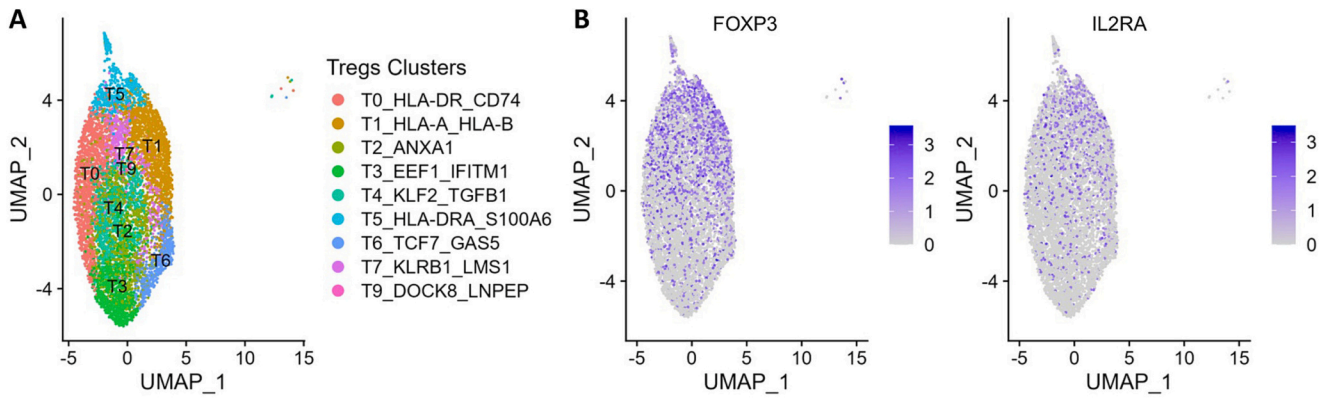 A
UMAP_2
4
0
-4
-5
0
5
10
15
UMAP_1
T5
T1
T7
T0
T9
T4
T2
T6
T3
Tregs Clusters
T0_HLA-DR_CD74
T1_HLA-A_HLA-B
T2_ANXA1
T3_EEF1_IFITM1
T4_KLF2_TGFB1
T5_HLA-DRA_S100A6
T6_TCF7_GAS5
T7_KLRB1_LMS1
T9_DOCK8_LNPEP
B
FOXP3
UMAP_2
4
0
-4
-5
0
5
10
15
UMAP_1
3
2
1
0
IL2RA
UMAP_2
4
0
-4
-5
0
5
10
15
UMAP_1
3
2
1
0